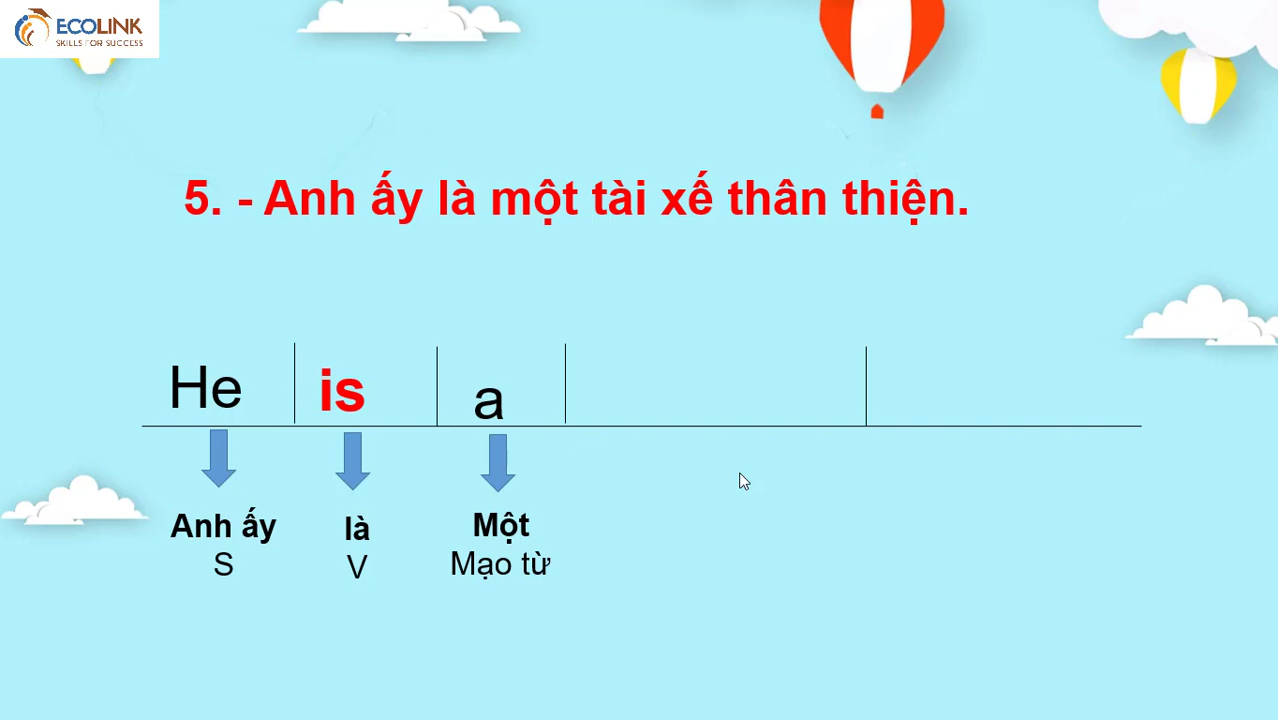 ECOLINK
SKILLS FOR SUCCESS
5. - Anh ấy là một tài xế thân thiện.
He is a
Anh ấy là Một
S V Mạo từ